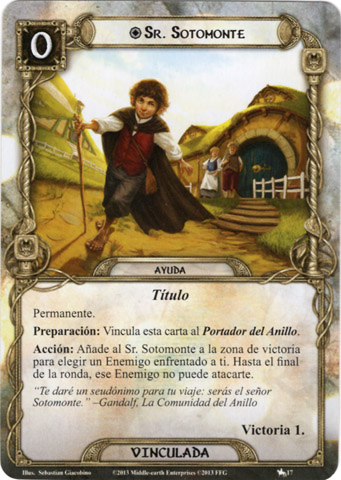 0
Sr. Sotomonte
AYUDA
Título
Permanente.
Preparación: Vincula esta carta al Portador del Anillo.
Acción: Añade al Sr. Sotomonte a la zona de victoria
para elegir un Enemigo enfrentado a ti. Hasta el final
de la ronda, ese Enemigo no puede atacarte.
“Te daré un seudónimo para tu viaje: serás el señor
Sotomonte.” –Gandalf, La Comunidad del Anillo
Victoria 1.
VINCULADA
Illus. Sebastian Giacobino ©2013 Middle-earth Enterprises ©2013 FFG 17